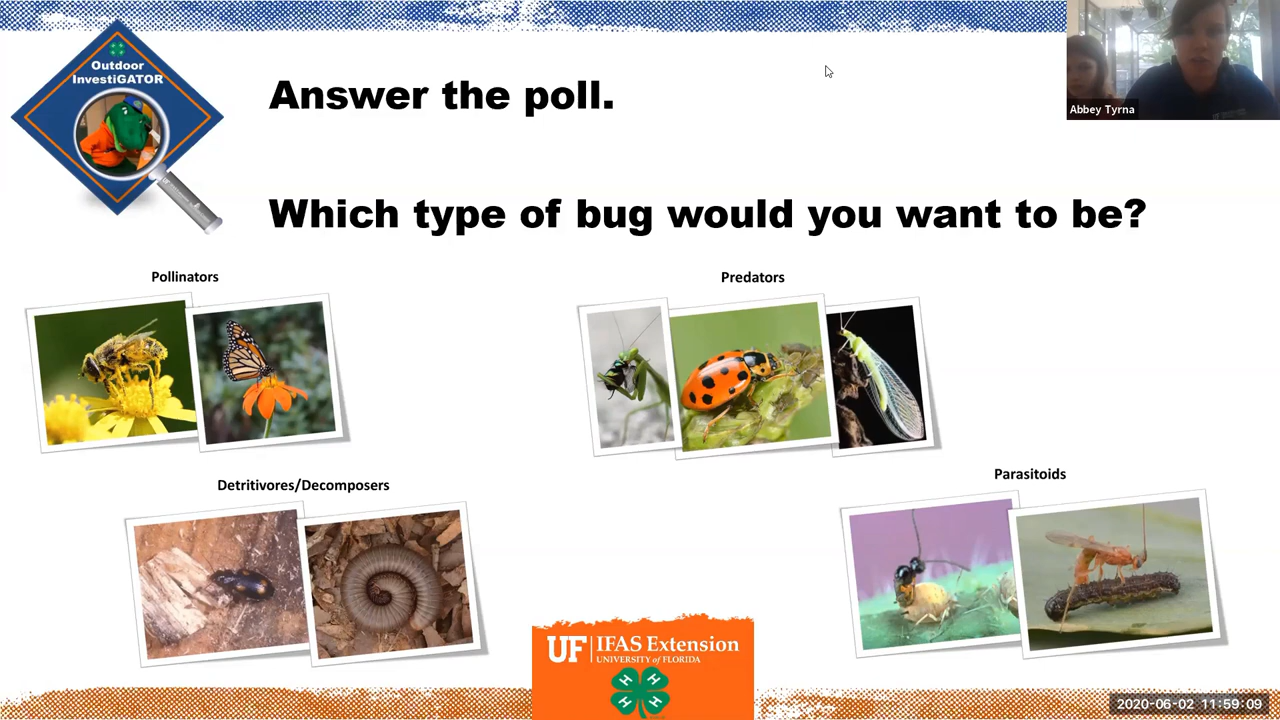 Outdoor
InvestiGATOR
Answer the poll.
Abbey Tyrna
Which type of bug would you want to be?
Pollinators
Predators
Detritivores/Decomposers
Parasitoids
UF IFAS Extension
UNIVERSITY of FLORIDA
H H
H H
2020-06-02 11:59:09